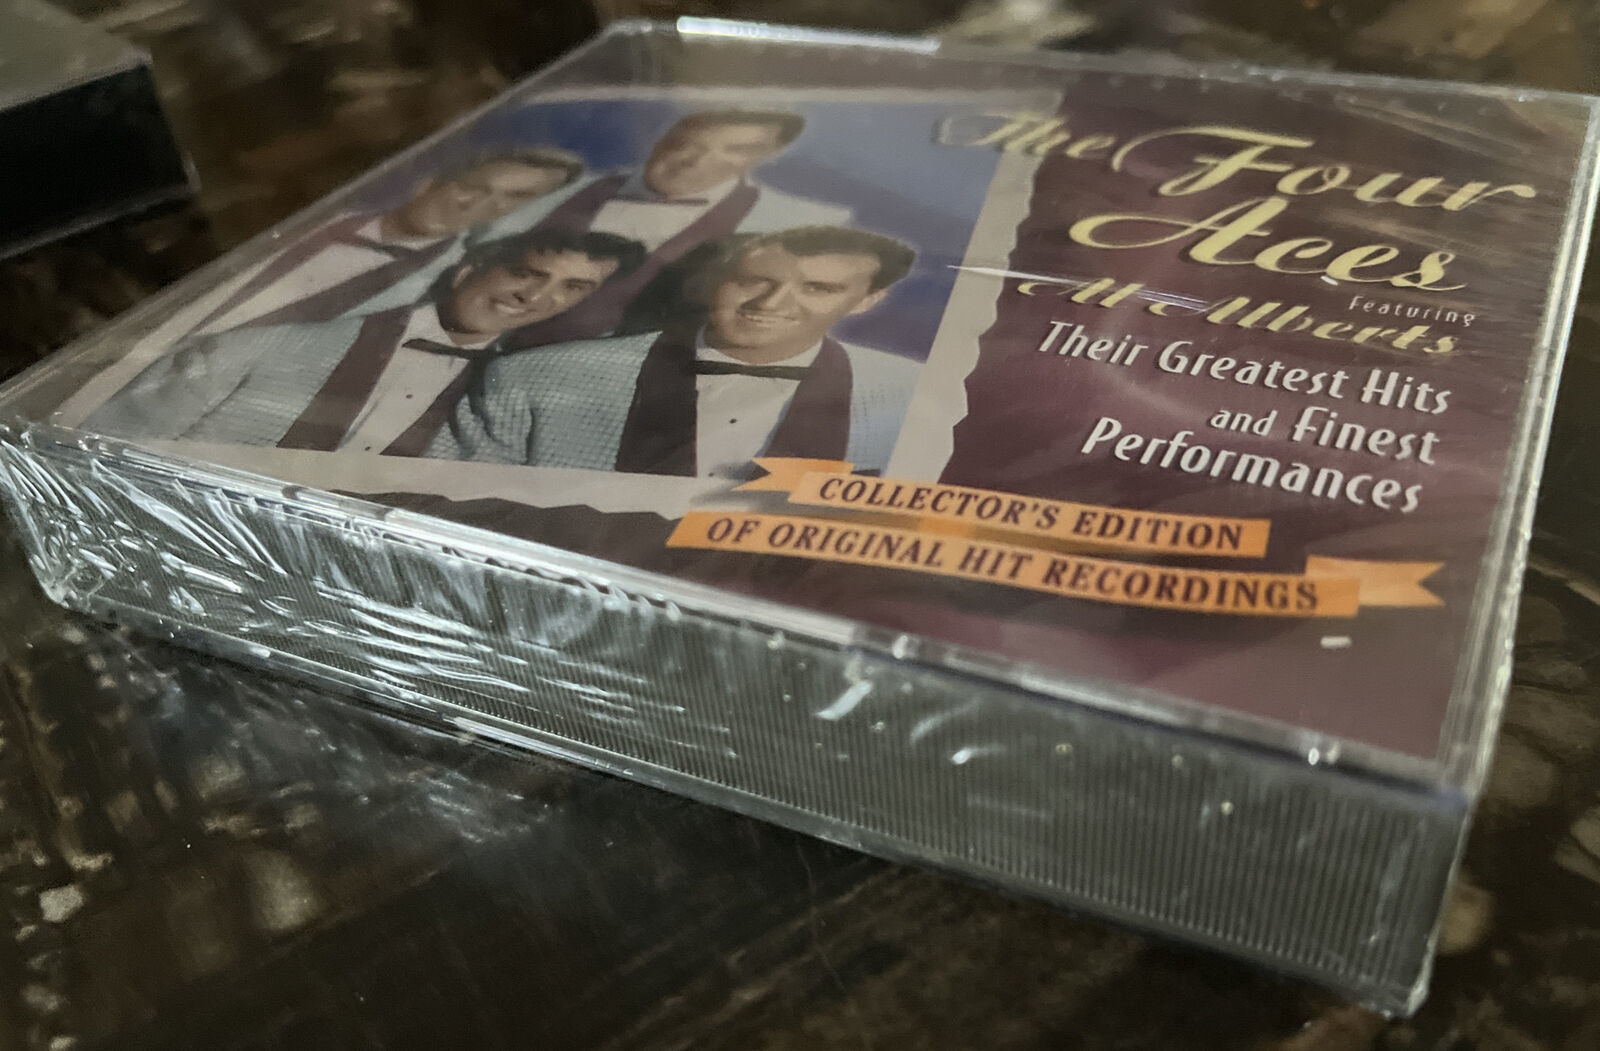 The Four
Aces
Featuring
Al Alberts
Their Greatest Hits
and Finest
Performances
COLLECTOR'S EDITION
OF ORIGINAL HIT RECORDINGS